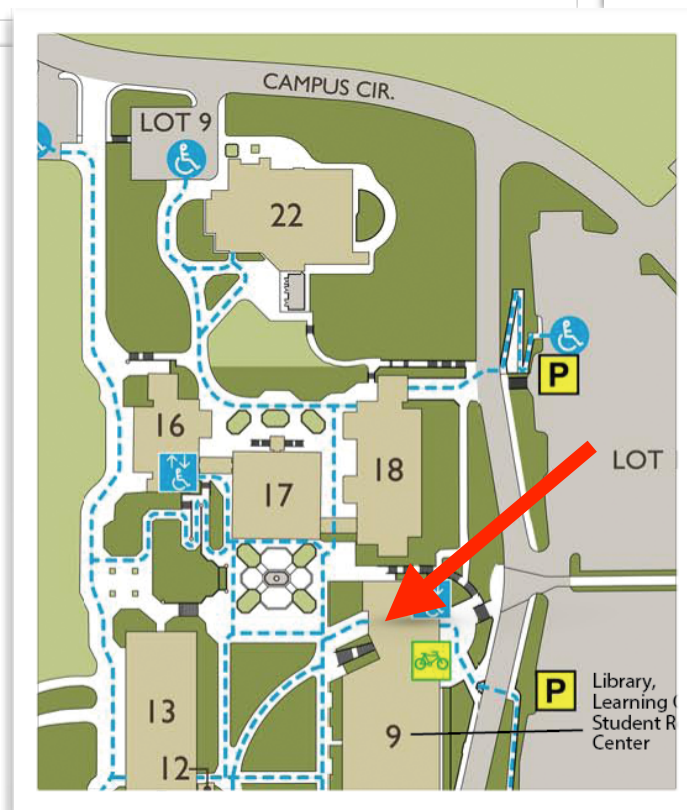 CAMPUS CIR.
LOT 9
22
P
16
18
LOT
17
13
P
Library,
Learning
Student R
Center
9
12